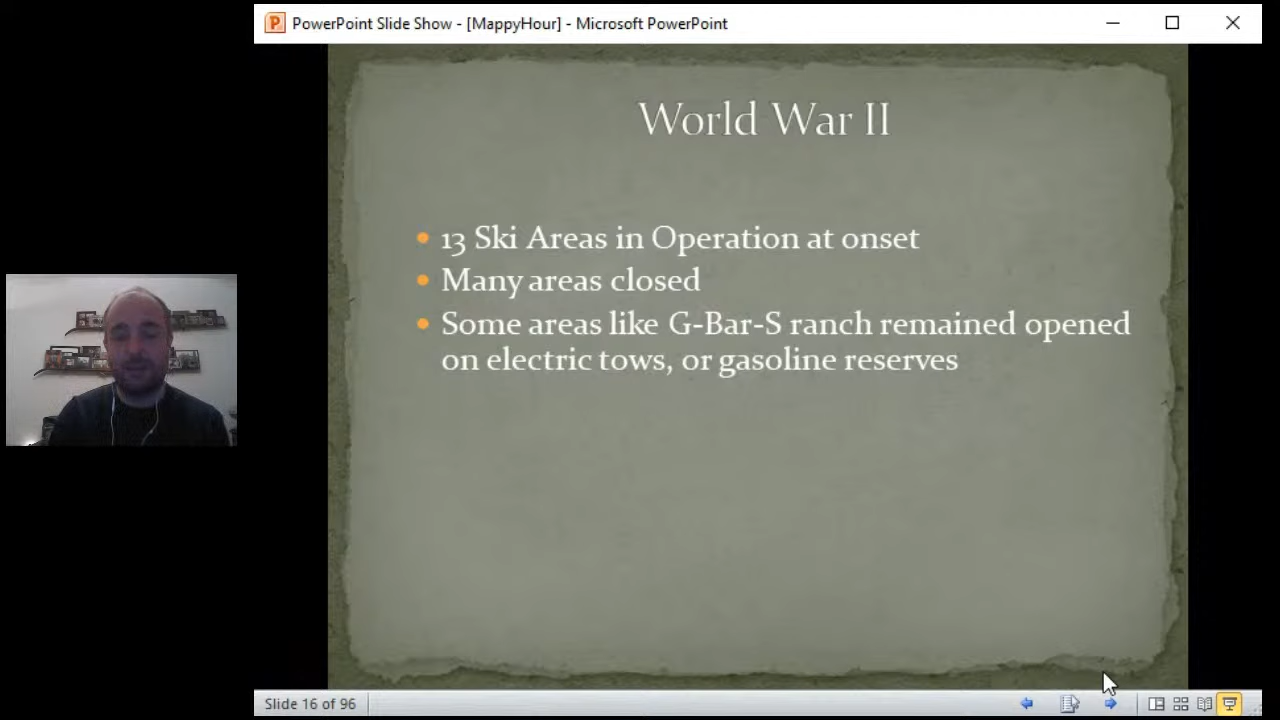 PowerPoint Slide Show - [MappyHour] - Microsoft PowerPoint
World War II
• 13 Ski Areas in Operation at onset
• Many areas closed
• Some areas like G-Bar-S ranch remained opened
on electric tows, or gasoline reserves
Slide 16 of 96